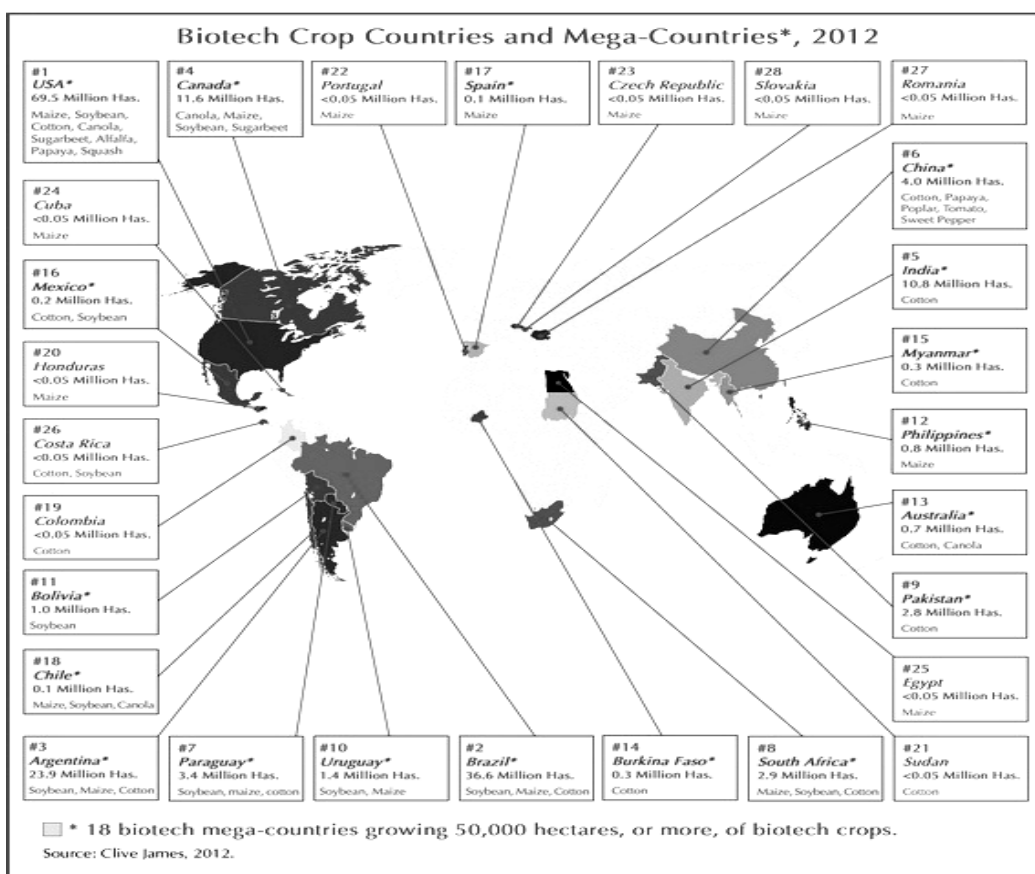 Biotech Crop Countries and Mega-Countries*, 2012
#1
USA*
69.5 Million Has.
Maize, Soybean,
Cotton, Canola,
Sugarbeet, Alfalfa,
Papaya, Squash
#4
Canada*
11.6 Million Has.
Canola, Maize,
Soybean, Sugarbeet
#22
Portugal
<0.05 Million Has.
Maize
#17
Spain*
0.1 Million Has.
Maize
#23
Czech Republic
<0.05 Million Has.
Maize
#28
Slovakia
<0.05 Million Has.
Maize
#27
Romania
<0.05 Million Has.
Maize
#24
Cuba
<0.05 Million Has.
Maize
#16
Mexico*
0.2 Million Has.
Cotton, Soybean
#20
Honduras
<0.05 Million Has.
Maize
#26
Costa Rica
<0.05 Million Has.
Cotton, Soybean
#19
Colombia
<0.05 Million Has.
Cotton
#11
Bolivia*
1.0 Million Has.
Soybean
#18
Chile*
0.1 Million Has.
Maize, Soybean, Canola
#6
China*
4.0 Million Has.
Cotton, Papaya,
Poplar, Tomato,
Sweet Pepper
#5
India*
10.8 Million Has.
Cotton
#15
Myanmar*
0.3 Million Has.
Cotton
#12
Philippines*
0.8 Million Has.
Maize
#13
Australia*
0.7 Million Has.
Cotton, Canola
#9
Pakistan*
2.8 Million Has.
Cotton
#25
Egypt
<0.05 Million Has.
Maize
#3
Argentina*
23.9 Million Has.
Soybean, Maize, Cotton
#7
Paraguay*
3.4 Million Has.
Soybean, maize, cotton
#10
Uruguay*
1.4 Million Has.
Soybean, Maize
#2
Brazil*
36.6 Million Has.
Soybean, Maize, Cotton
#14
Burkina Faso*
0.3 Million Has.
Cotton
#8
South Africa*
2.9 Million Has.
Maize, Soybean, Cotton
#21
Sudan
<0.05 Million Has.
Cotton
* 18 biotech mega-countries growing 50,000 hectares, or more, of biotech crops.
Source: Clive James, 2012.